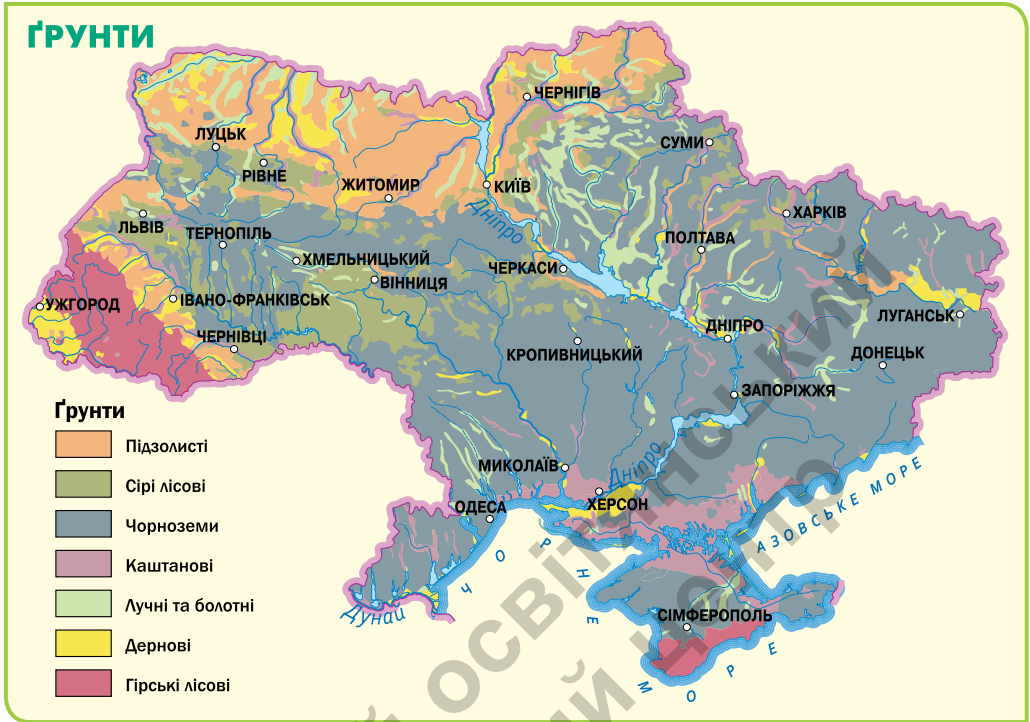 ҐРУНТИ
ЧЕРНІГІВ
ЛУЦЬК
СУМИ
РІВНЕ
ЖИТОМИР
КИЇВ
Дніпро
ХАРКІВ
ЛЬВІВ
ТЕРНОПІЛЬ
ПОЛТАВА
ХМЕЛЬНИЦЬКИЙ
ЧЕРКАСИ
ВІННИЦЯ
УЖГОРОД
ІВАНО-ФРАНКІВСЬК
ЛУГАНСЬК
ЧЕРНІВЦІ
ДНІПРО
КРОПИВНИЦЬКИЙ
ДОНЕЦЬК
ЗАПОРІЖЖЯ
МИКОЛАЇВ
Дніпро
ХЕРСОН
ОДЕСА
АЗОВСЬКЕ МОРЕ
ЧОРНЕ МОРЕ
Дунай
СІМФЕРОПОЛЬ
Ґрунти
Підзолисті
Сірі лісові
Чорноземи
Каштанові
Лучні та болотні
Дернові
Гірські лісові